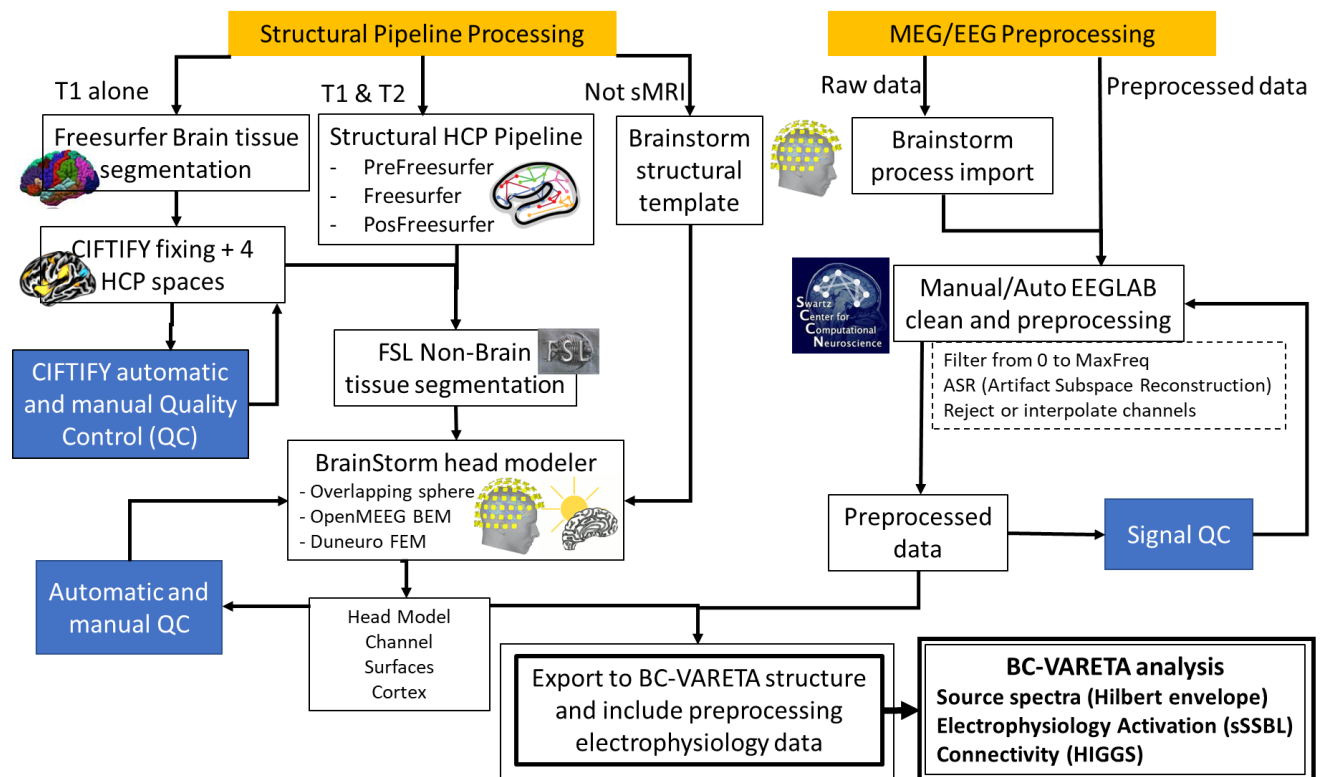 Structural Pipeline Processing
MEG/EEG Preprocessing
T1 alone
T1 & T2
Not sMRI
Raw data
Preprocessed data
Freesurfer Brain tissue
segmentation
Structural HCP Pipeline
- PreFreesurfer
- Freesurfer
- PosFreesurfer
Brainstorm
structural
template
Brainstorm
process import
CIFTIFY fixing + 4
HCP spaces
Swartz
Center for
Computational
Neuroscience
Manual/Auto EEGLAB
clean and preprocessing
Filter from 0 to MaxFreq
ASR (Artifact Subspace Reconstruction)
Reject or interpolate channels
FSL Non-Brain
tissue segmentation
FSL
CIFTIFY automatic
and manual Quality
Control (QC)
BrainStorm head modeler
- Overlapping sphere
- OpenMEEG BEM
- Duneuro FEM
Preprocessed
data
Signal QC
Automatic and
manual QC
Head Model
Channel
Surfaces
Cortex
Export to BC-VARETA structure
and include preprocessing
electrophysiology data
BC-VARETA analysis
Source spectra (Hilbert envelope)
Electrophysiology Activation (sSSBL)
Connectivity (HIGGS)